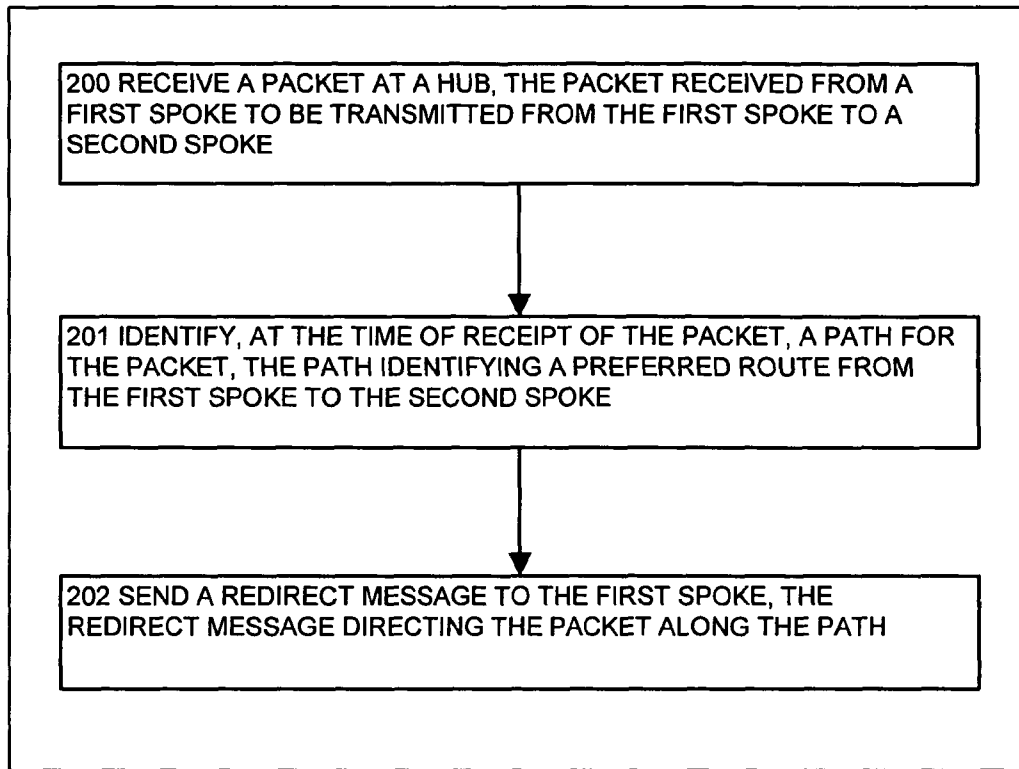 200 RECEIVE A PACKET AT A HUB, THE PACKET RECEIVED FROM A
FIRST SPOKE TO BE TRANSMITTED FROM THE FIRST SPOKE TO A
SECOND SPOKE
201 IDENTIFY, AT THE TIME OF RECEIPT OF THE PACKET, A PATH FOR
THE PACKET, THE PATH IDENTIFYING A PREFERRED ROUTE FROM
THE FIRST SPOKE TO THE SECOND SPOKE
202 SEND A REDIRECT MESSAGE TO THE FIRST SPOKE, THE
REDIRECT MESSAGE DIRECTING THE PACKET ALONG THE PATH